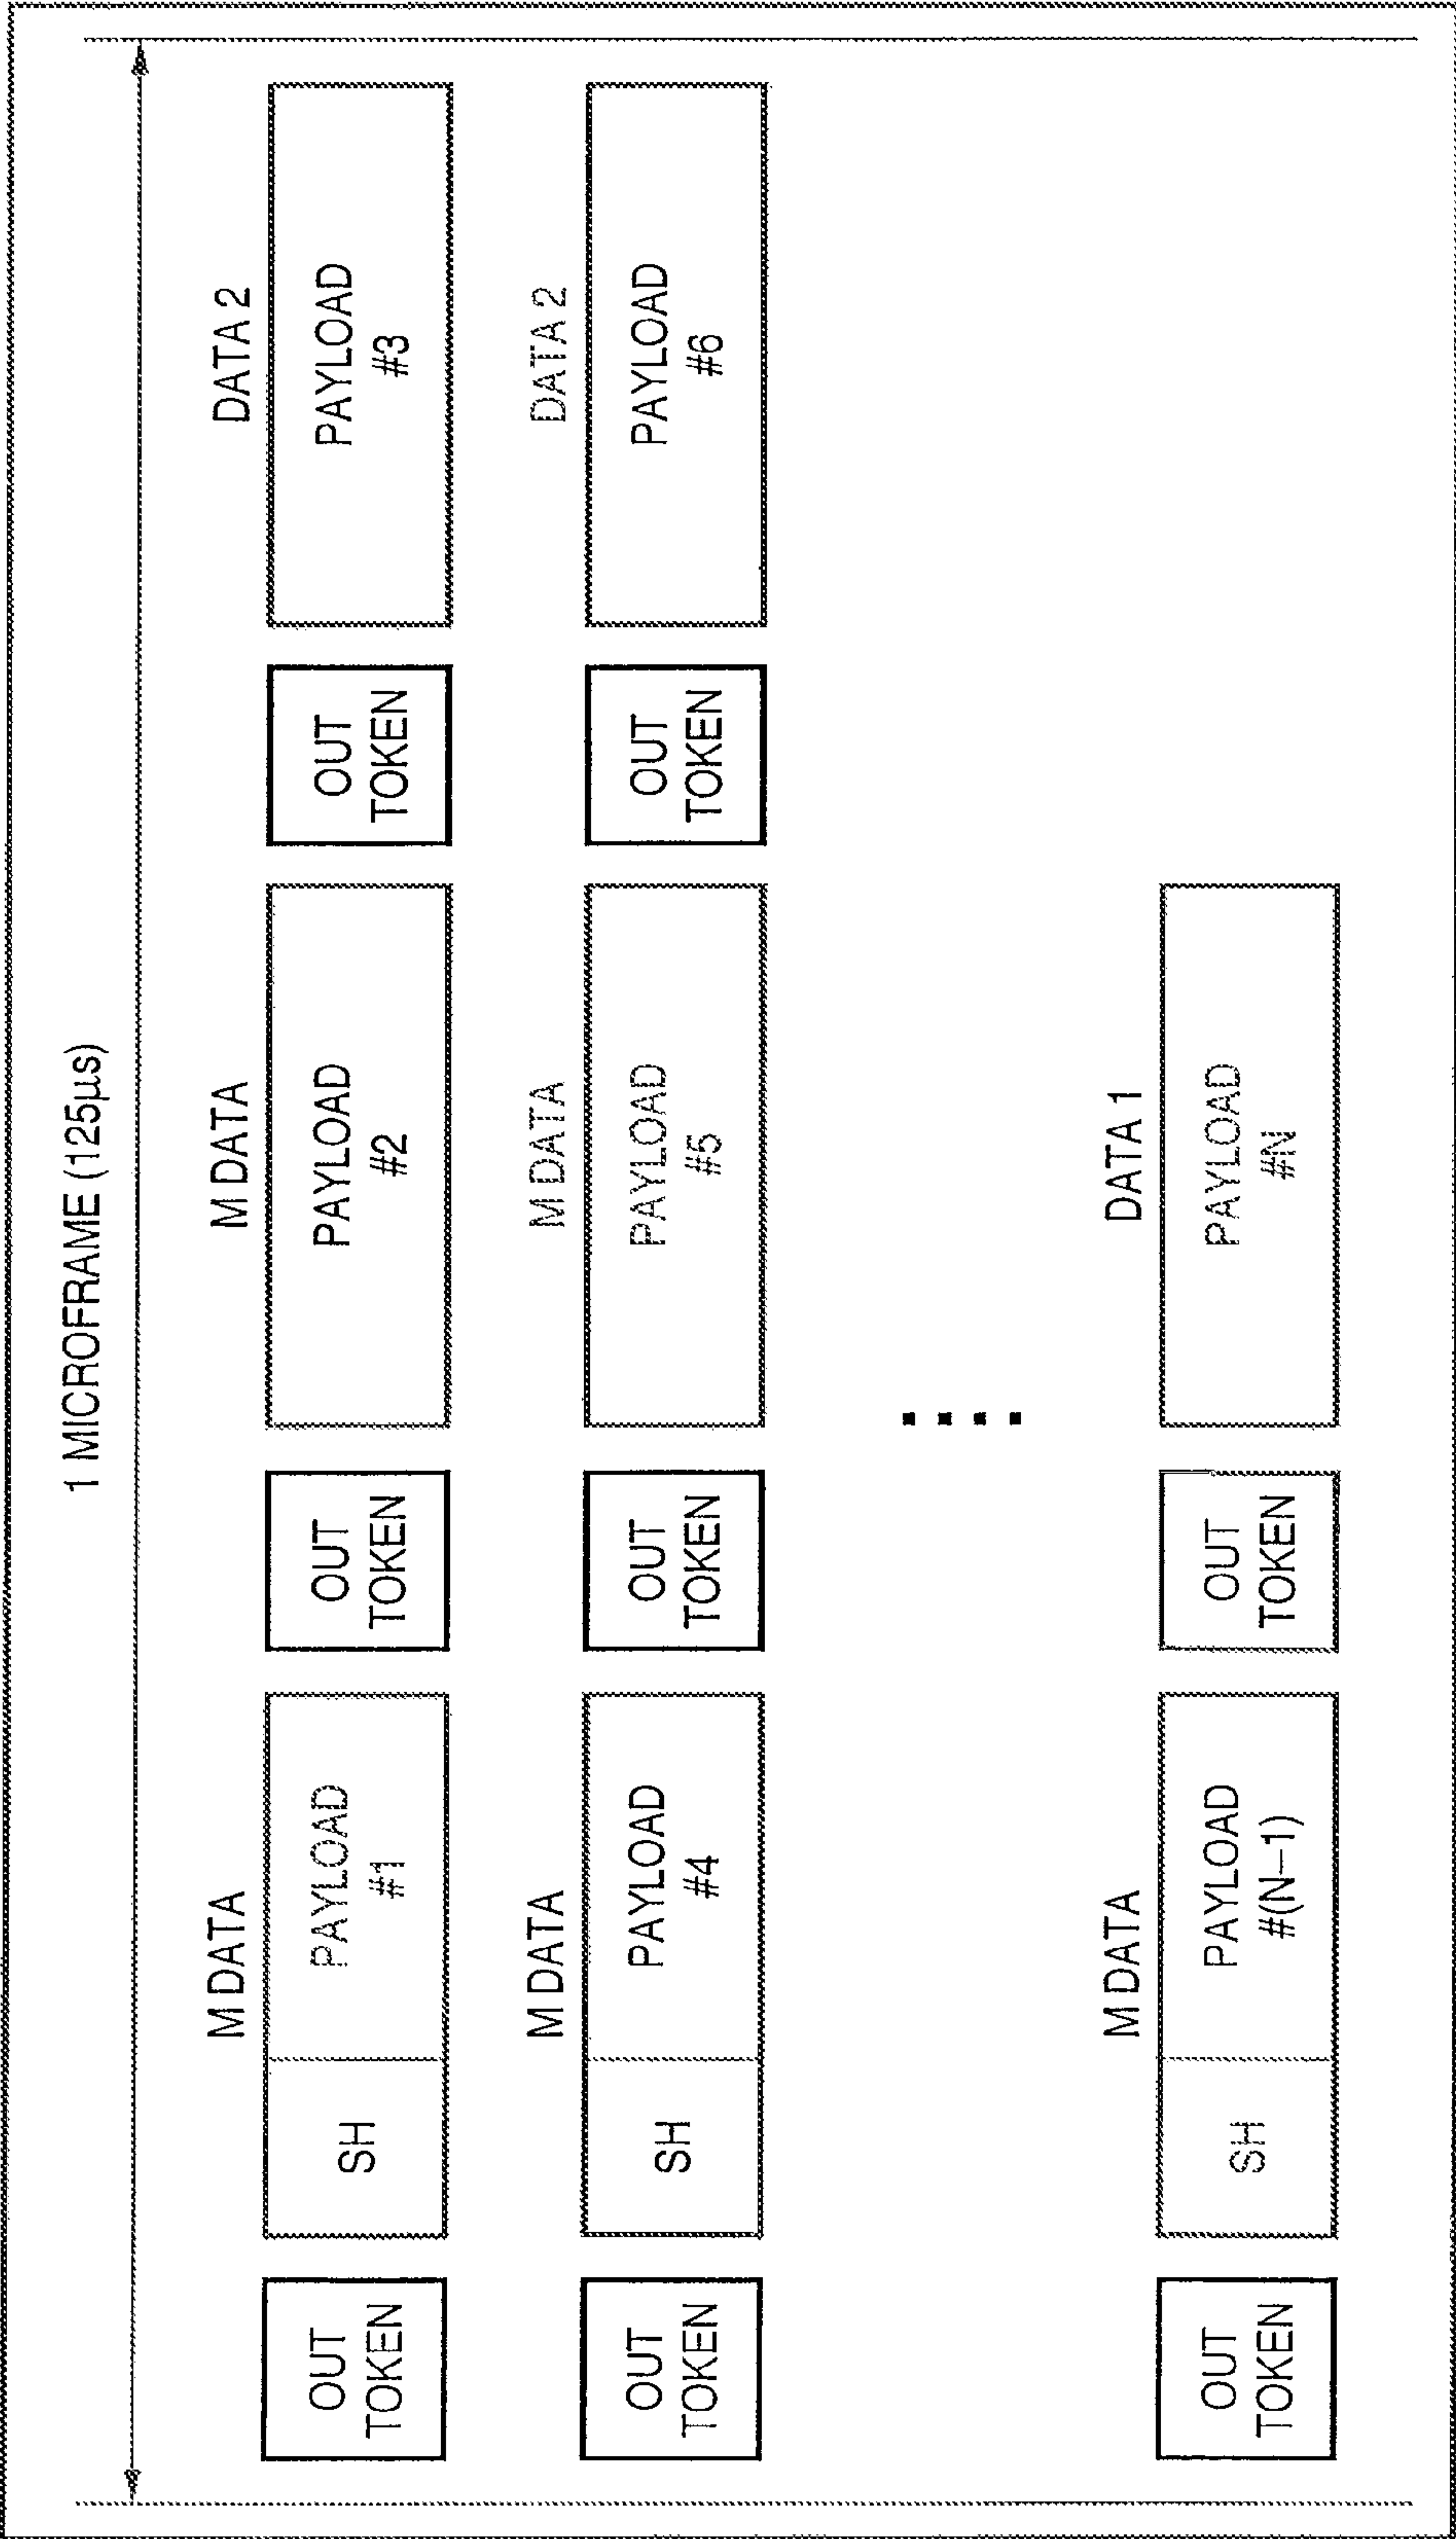 1 MICROFRAME (125μs)
M DATA
M DATA
DATA 2
OUT
TOKEN
SH
PAYLOAD
#1
OUT
TOKEN
PAYLOAD
#2
OUT
TOKEN
PAYLOAD
#3
M DATA
M DATA
DATA 2
OUT
TOKEN
SH
PAYLOAD
#4
OUT
TOKEN
PAYLOAD
#5
OUT
TOKEN
PAYLOAD
#6
M DATA
DATA 1
OUT
TOKEN
SH
PAYLOAD
#(N–1)
OUT
TOKEN
PAYLOAD
#N